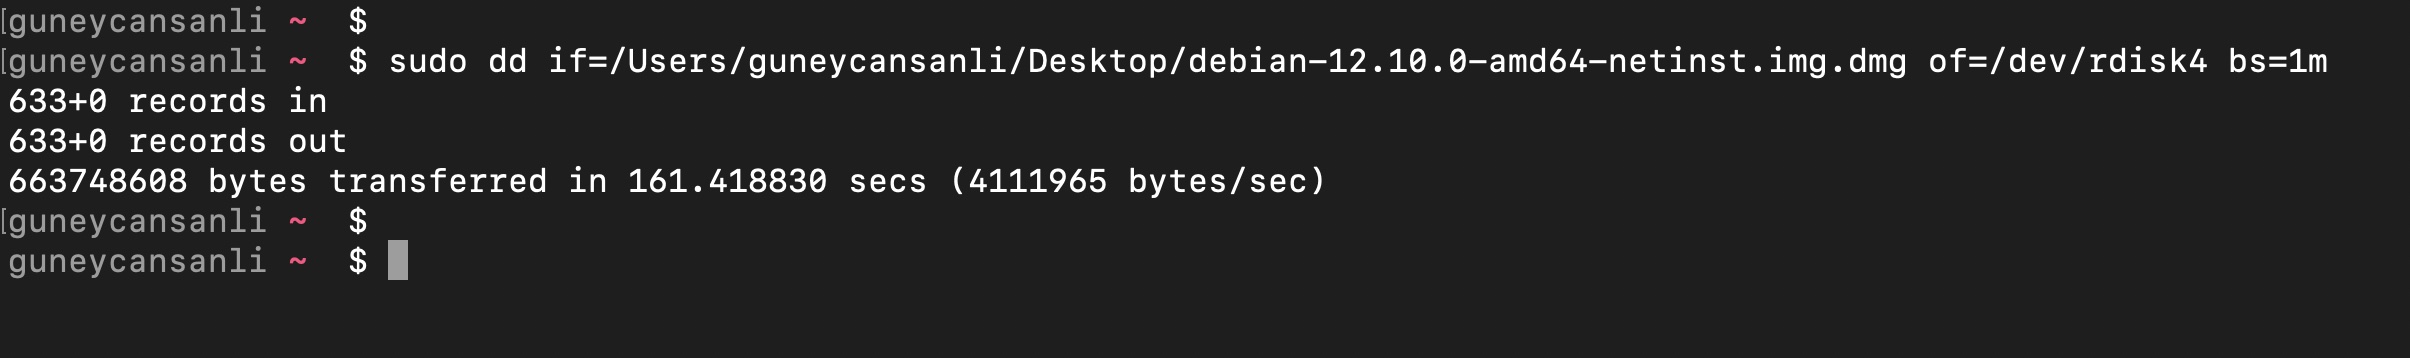 [guneycansanli ~ $
[guneycansanli ~ $ sudo dd if=/Users/guneycansanli/Desktop/debian-12.10.0-amd64-netinst.img.dmg of=/dev/rdisk4 bs=1m
633+0 records in
633+0 records out
663748608 bytes transferred in 161.418830 secs (4111965 bytes/sec)
[guneycansanli ~ $
guneycansanli ~ $